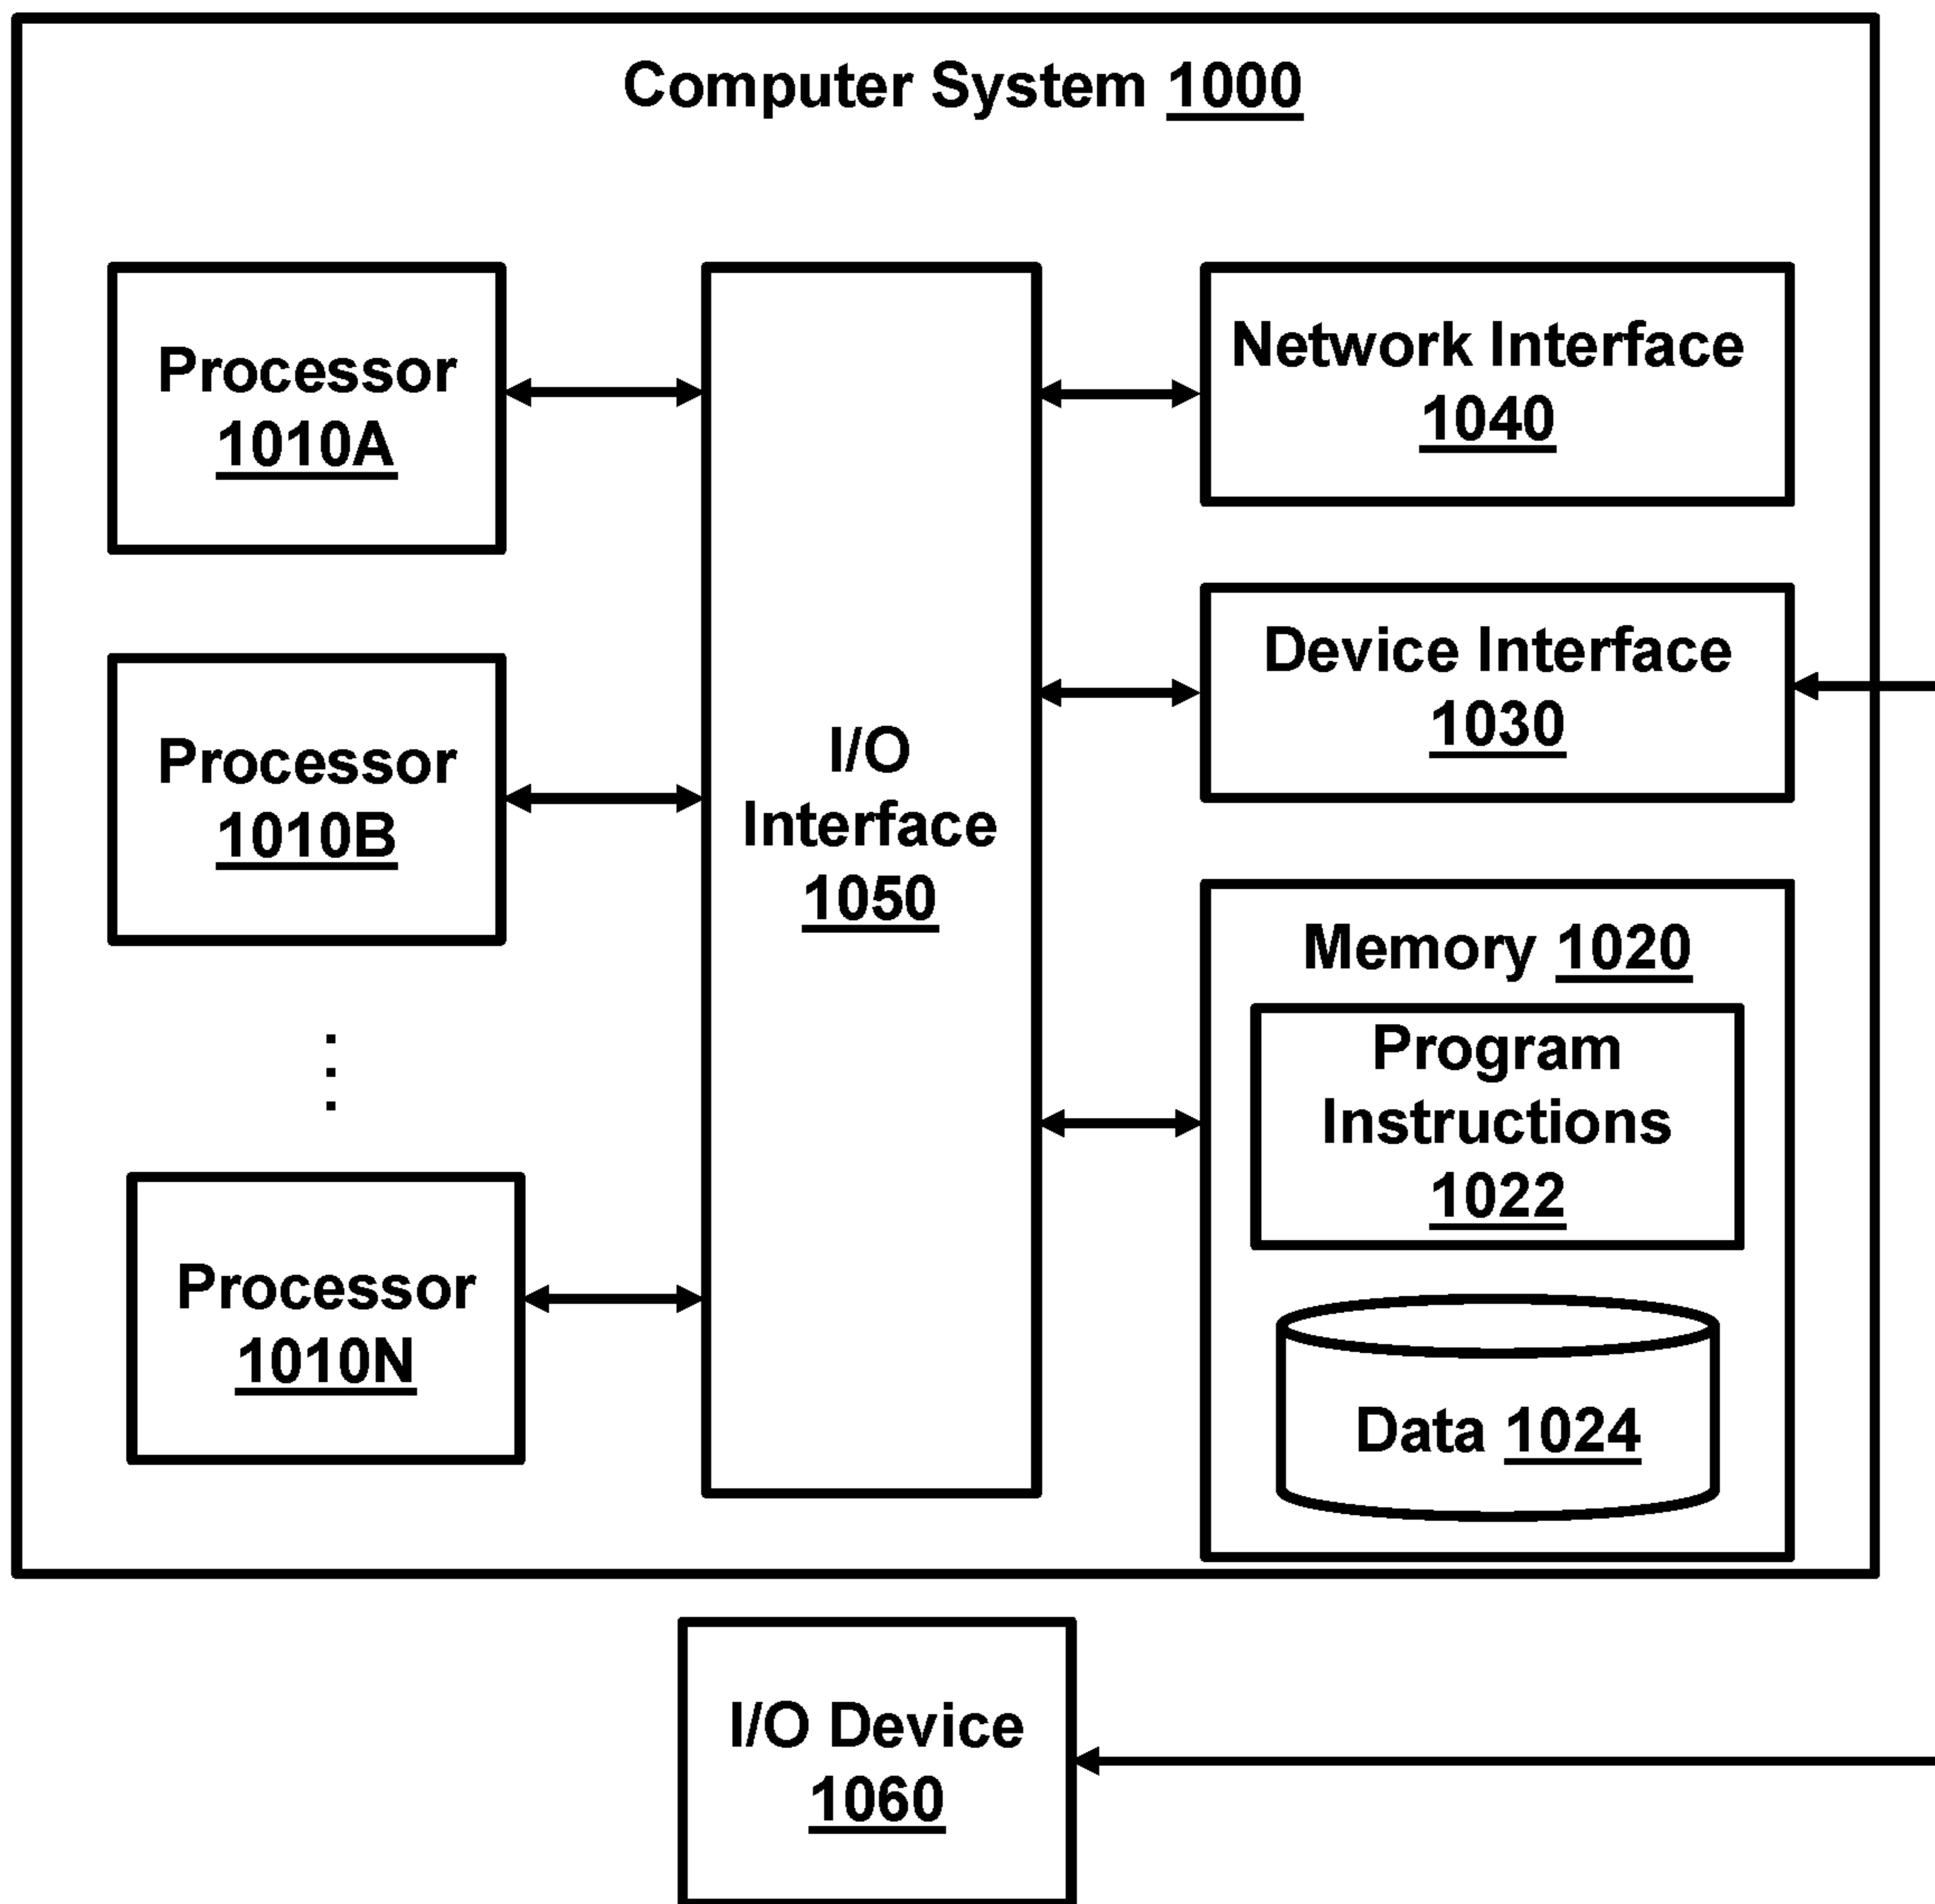 Computer System 1000
Processor
1010A
Processor
1010B
Processor
1010N
I/O
Interface
1050
Network Interface
1040
Device Interface
1030
Memory 1020
Program
Instructions
1022
Data 1024
I/O Device
1060